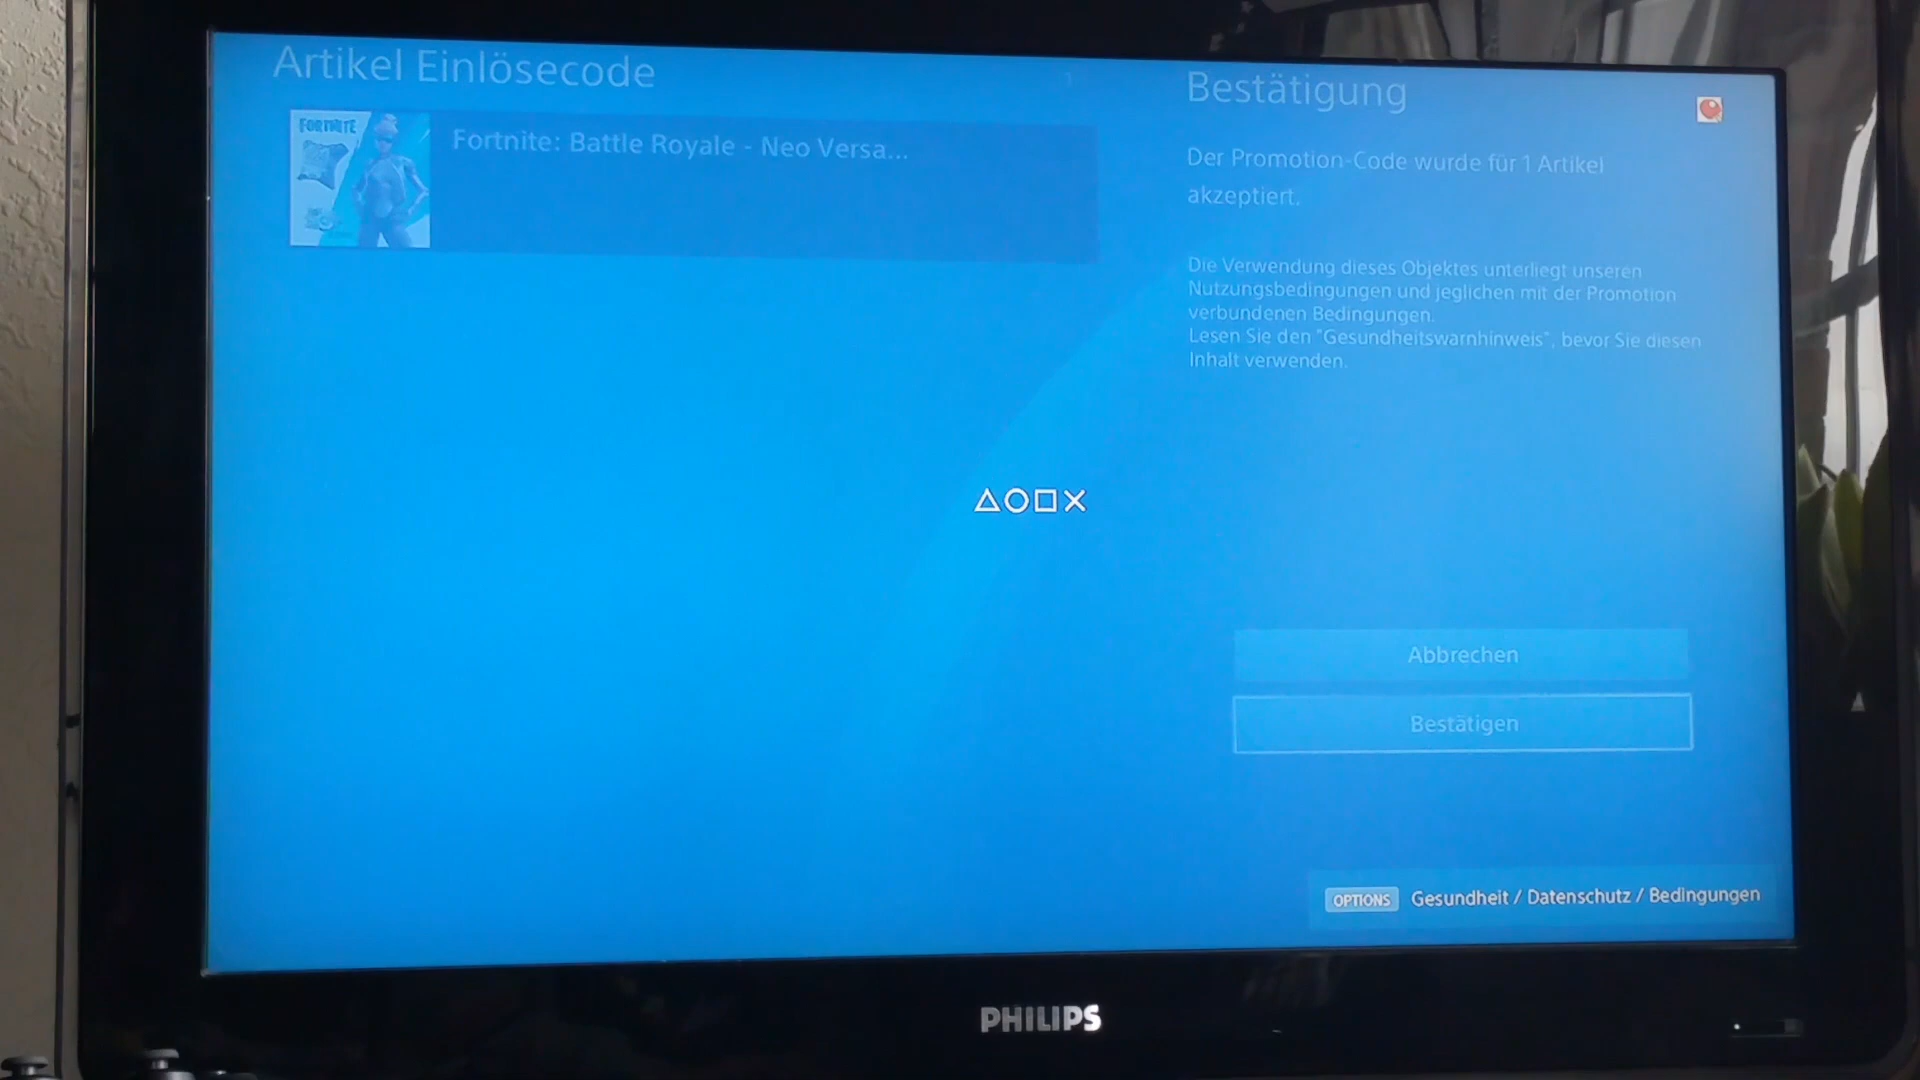 Artikel Einlösecode
1
FORTNITE
Fortnite: Battle Royale - Neo Versa...
Bestätigung
Der Promotion-Code wurde für 1 Artikel
akzeptiert.
Die Verwendung dieses Objektes unterliegt unseren
Nutzungsbedingungen und jeglichen mit der Promotion
verbundenen Bedingungen.
Lesen Sie den "Gesundheitswarnhinweis", bevor Sie diesen
Inhalt verwenden.
Abbrechen
Bestätigen
OPTIONS Gesundheit / Datenschutz / Bedingungen
PHILIPS